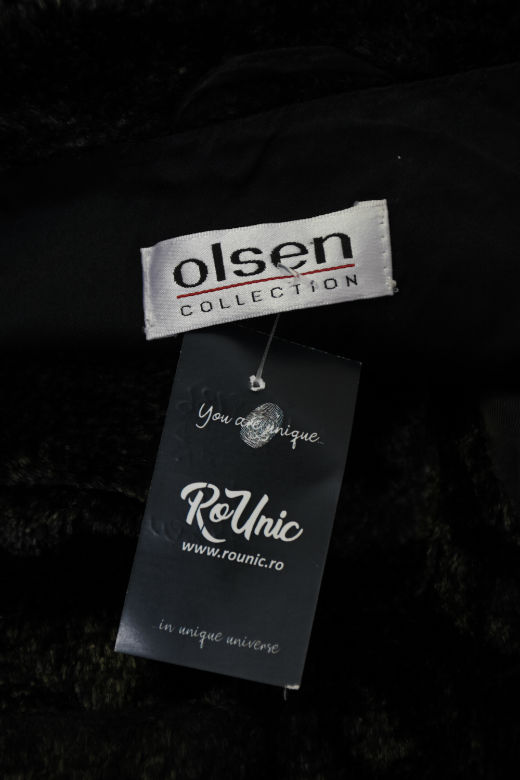 olsen
COLLECTION
You are unique...
RoUnic
www.rounic.ro
...in unique universe